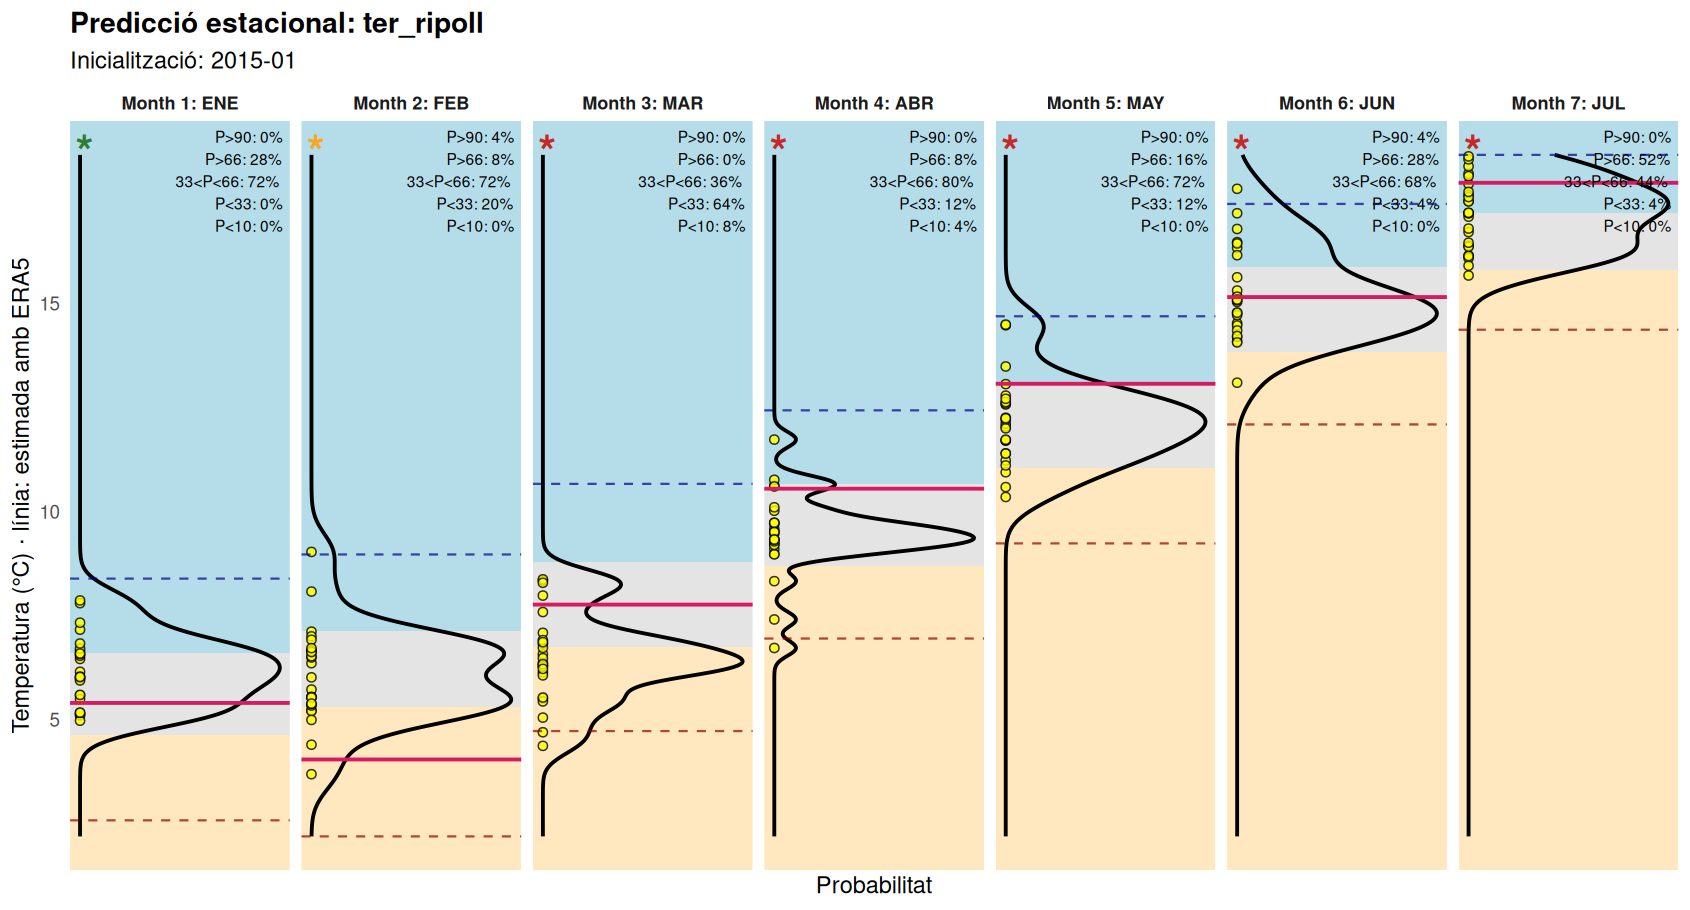 Predicció estacional: ter_ripoll
Inicialització: 2015-01
Month 1: ENE
Month 2: FEB
Month 3: MAR
Month 4: ABR
Month 5: MAY
Month 6: JUN
Month 7: JUL
*
P>90: 0%
P>66: 28%
33<P<66: 72%
P<33: 0%
P<10: 0%
*
P>90: 4%
P>66: 8%
33<P<66: 72%
P<33: 20%
P<10: 0%
*
P>90: 0%
P>66: 0%
33<P<66: 36%
P<33: 64%
P<10: 8%
*
P>90: 0%
P>66: 8%
33<P<66: 80%
P<33: 12%
P<10: 4%
*
P>90: 0%
P>66: 16%
33<P<66: 72%
P<33: 12%
P<10: 0%
*
P>90: 4%
P>66: 28%
33<P<66: 68%
P<33: 4%
P<10: 0%
*
P>90: 0%
P>66: 52%
33<P<66: 44%
P<33: 4%
P<10: 0%
Temperatura (°C) · línia: estimada amb ERA5
15
10
5
Probabilitat